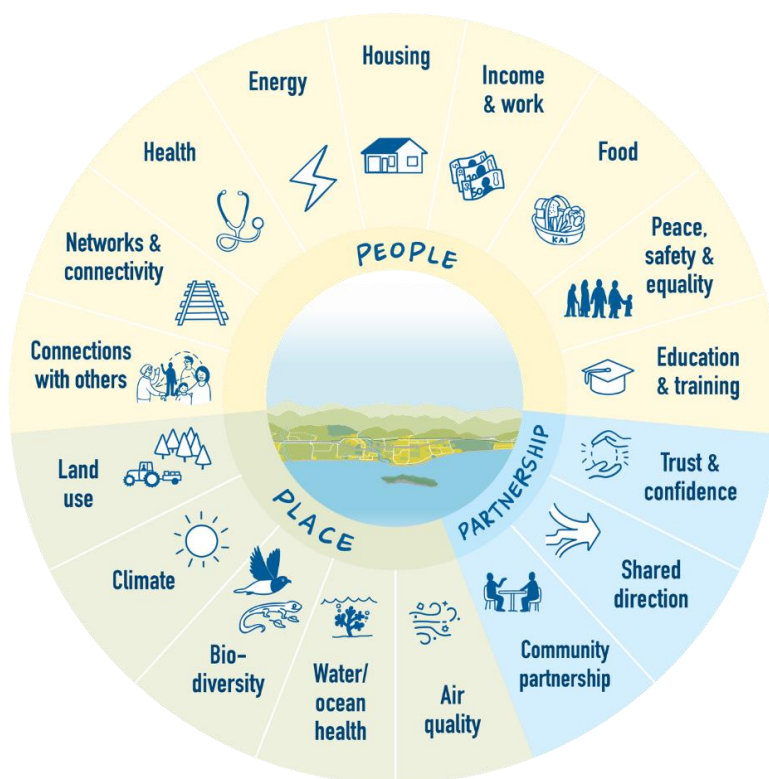 Housing
Energy
Income
& work
Health
Food
KAI
50
Networks &
connectivity
Peace,
safety &
equality
PEOPLE
Connections
with others
Education
& training
Land
use
Trust &
confidence
PLACE
PARTNERSHIP
Climate
Shared
direction
Bio-
diversity
Water/
ocean
health
Air
quality
Community
partnership